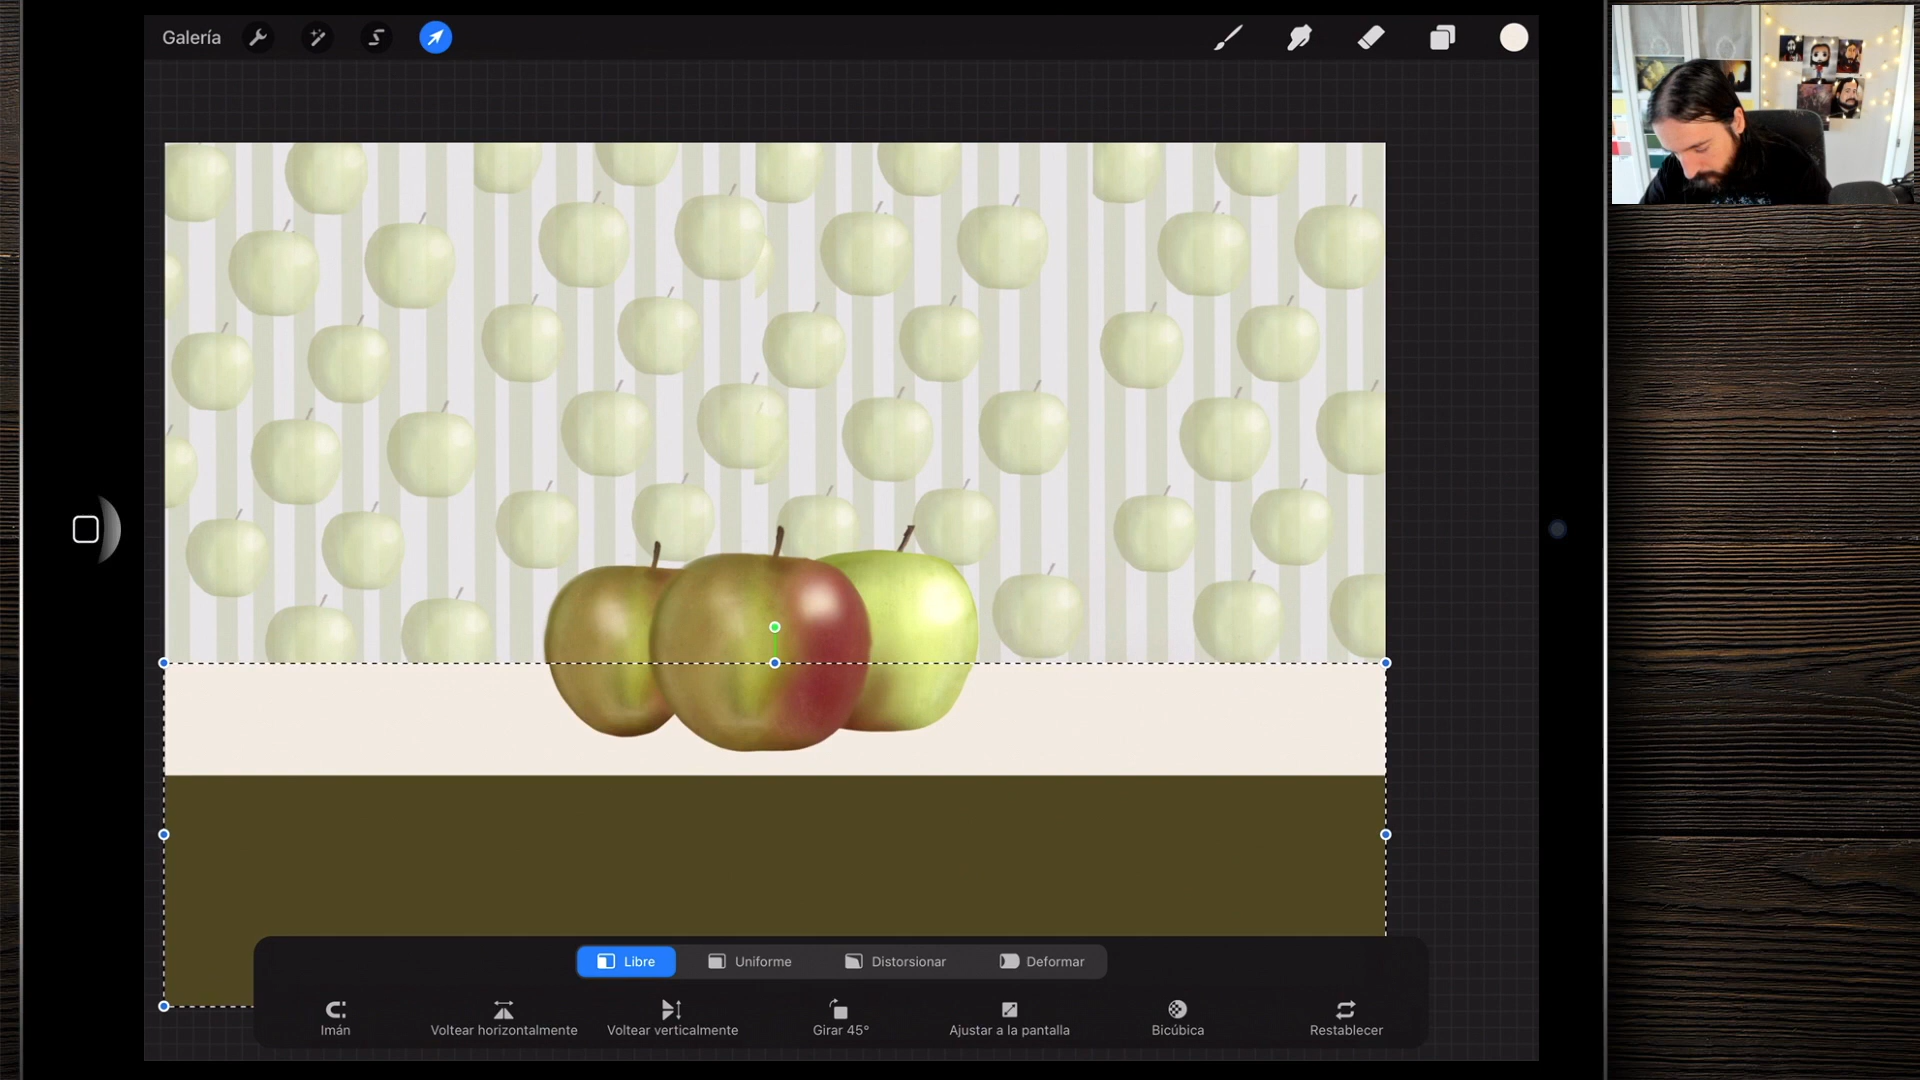 Galería
Libre Uniforme Distorsionar Deformar
Imán Voltear horizontalmente Voltear verticalmente Girar 45° Ajustar a la pantalla Bicúbica Restablecer